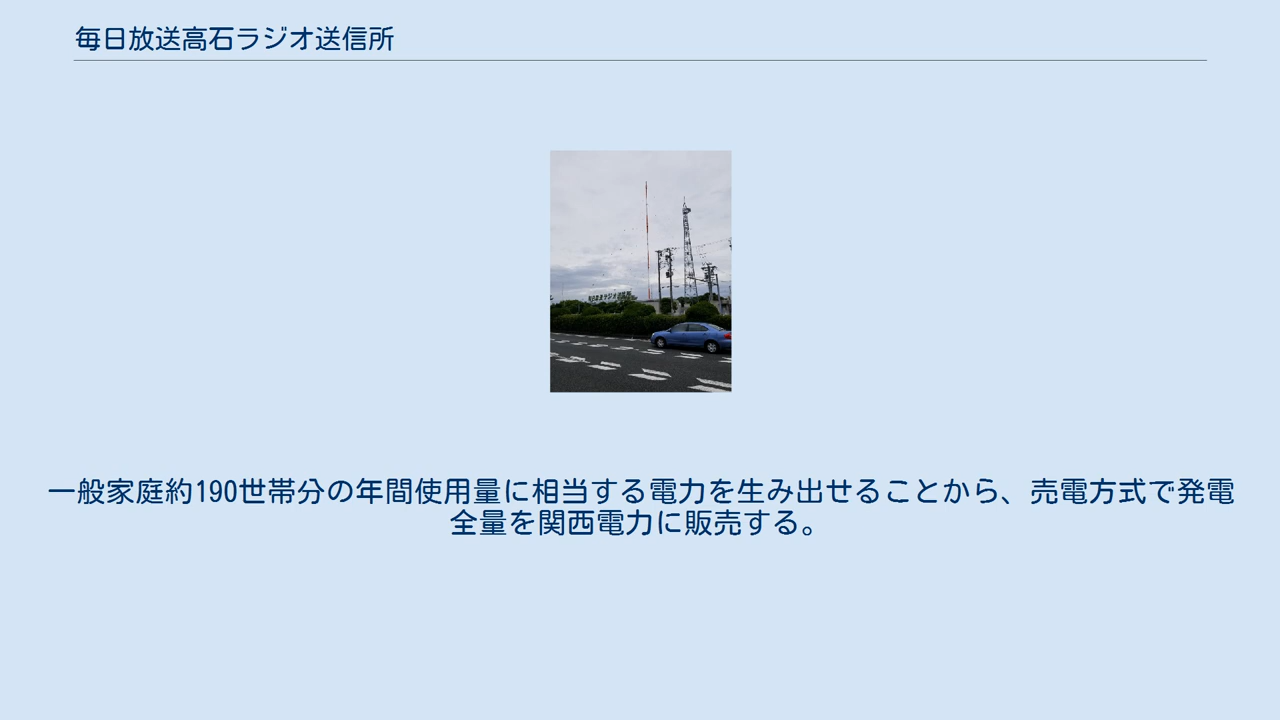 毎日放送高石ラジオ送信所
一般家庭約190世帯分の年間使用量に相当する電力を生み出せることから、売電方式で発電
全量を関西電力に販売する。